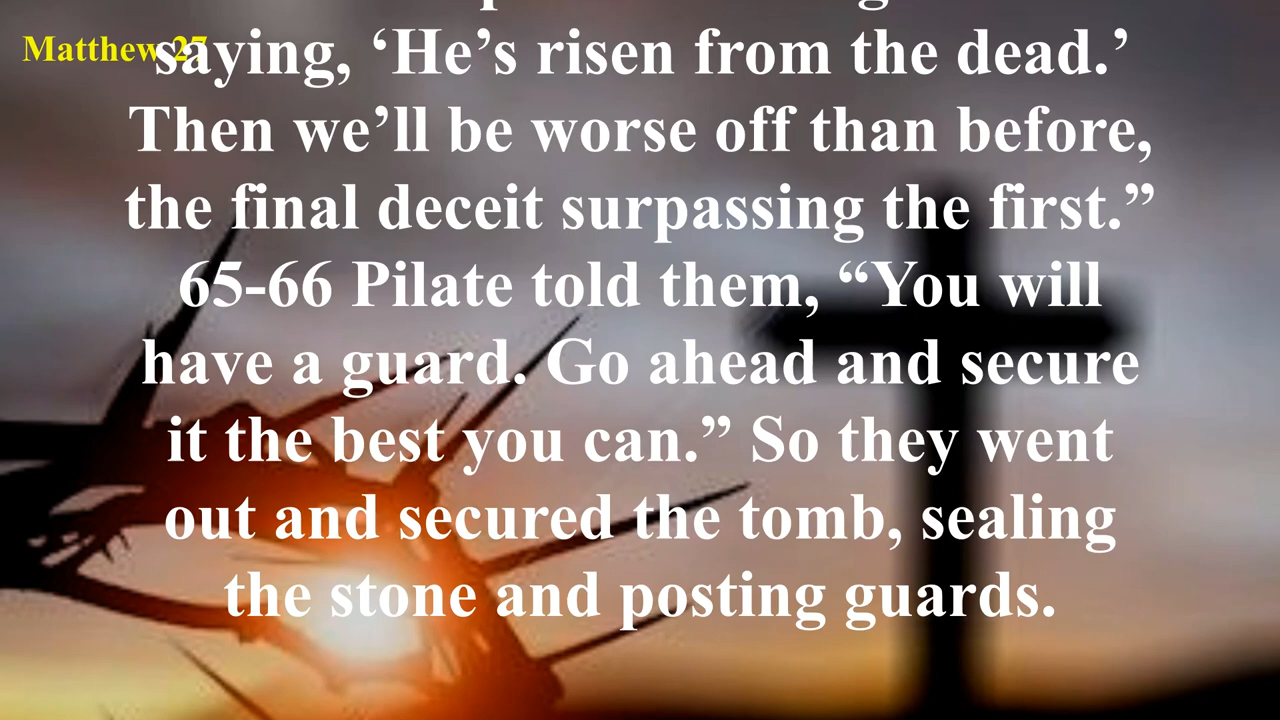 Matthew 27
saying, ‘He’s risen from the dead.’
Then we’ll be worse off than before,
the final deceit surpassing the first.”
65-66 Pilate told them, “You will
have a guard. Go ahead and secure
it the best you can.” So they went
out and secured the tomb, sealing
the stone and posting guards.